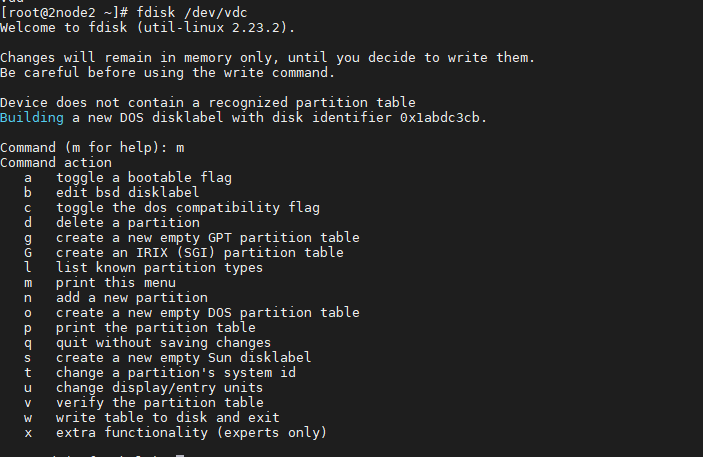 [root@2node2 ~]# fdisk /dev/vdc
Welcome to fdisk (util-linux 2.23.2).
Changes will remain in memory only, until you decide to write them.
Be careful before using the write command.
Device does not contain a recognized partition table
Building a new DOS disklabel with disk identifier 0x1abdc3cb.
Command (m for help): m
Command action
a   toggle a bootable flag
b   edit bsd disklabel
c   toggle the dos compatibility flag
d   delete a partition
g   create a new empty GPT partition table
G   create an IRIX (SGI) partition table
l   list known partition types
m   print this menu
n   add a new partition
o   create a new empty DOS partition table
p   print the partition table
q   quit without saving changes
s   create a new empty Sun disklabel
t   change a partition's system id
u   change display/entry units
v   verify the partition table
w   write table to disk and exit
x   extra functionality (experts only)